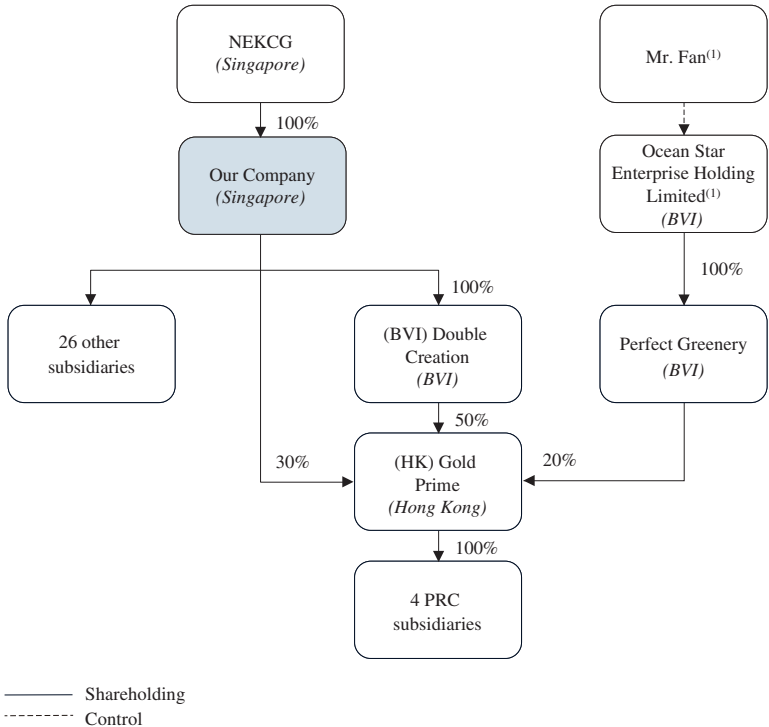 NEKCG
(Singapore)
Mr. Fan(1)
100%
Our Company
(Singapore)
Ocean Star
Enterprise Holding
Limited(1)
(BVI)
100%
100%
26 other
subsidiaries
(BVI) Double
Creation
(BVI)
Perfect Greenery
(BVI)
50%
30%
(HK) Gold
Prime
(Hong Kong)
20%
100%
4 PRC
subsidiaries
Shareholding
Control